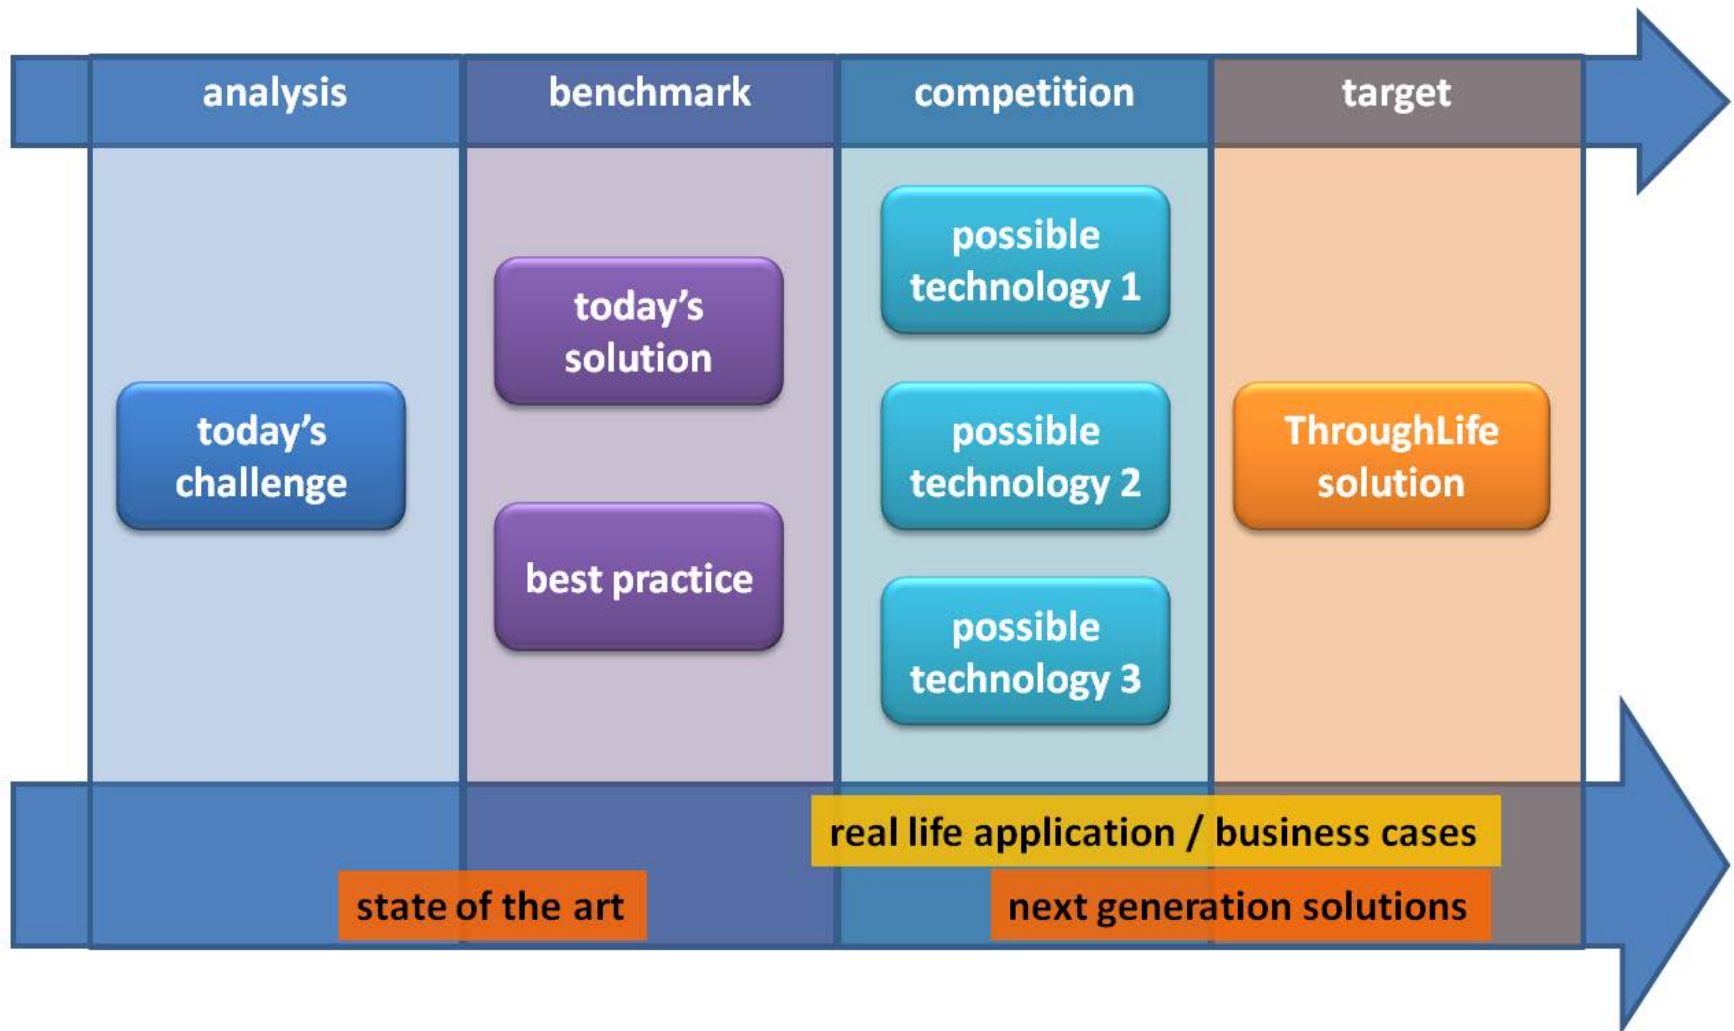 analysis
benchmark
competition
target
today’s
challenge
today’s
solution
best practice
possible
technology 1
possible
technology 2
possible
technology 3
ThroughLife
solution
real life application / business cases
state of the art
next generation solutions